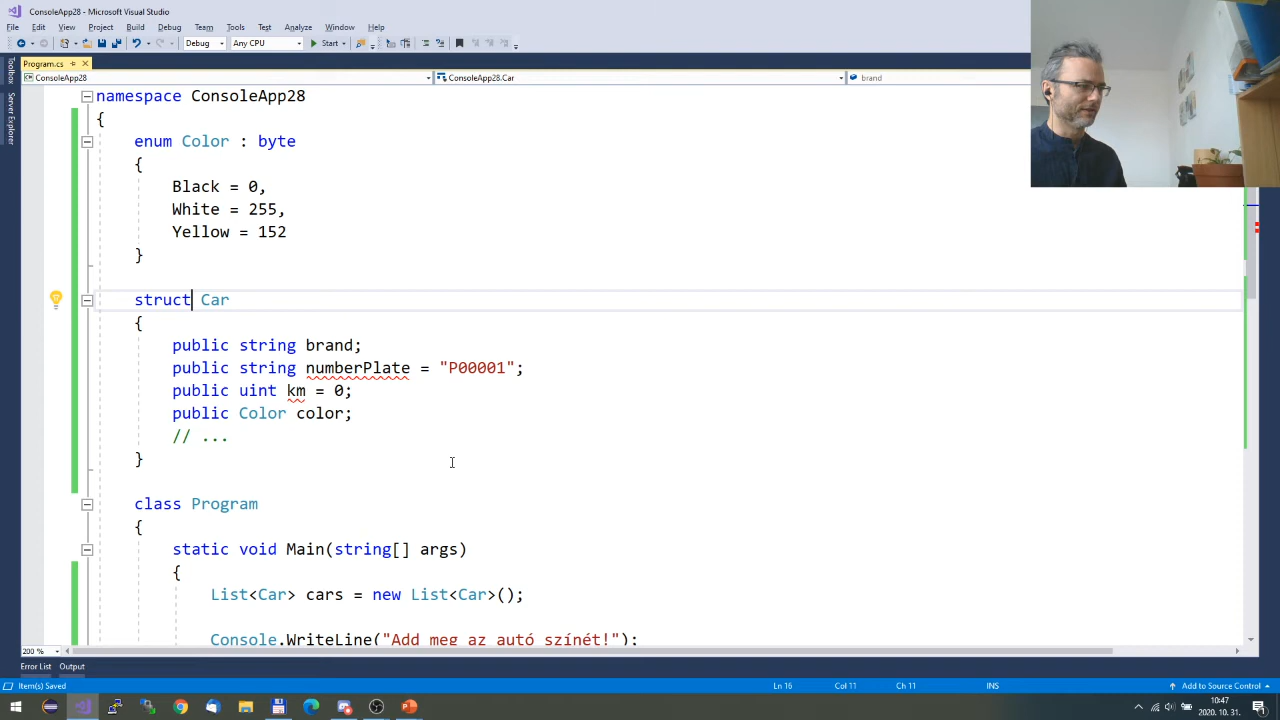 ConsoleApp28 - Microsoft Visual Studio
File Edit View Project Build Debug Team Tools Test Analyze Window Help
Debug Any CPU Start
Program.cs
ConsoleApp28 ConsoleApp28.Car brand
Toolbox
Server Explorer
namespace ConsoleApp28
{
enum Color : byte
{
Black = 0,
White = 255,
Yellow = 152
}
struct Car
{
public string brand;
public string numberPlate = "P00001";
public uint km = 0;
public Color color;
// ...
}
class Program
{
static void Main(string[] args)
{
List<Car> cars = new List<Car>();
Console.WriteLine("Add meg az autó színét!");
200 %
Error List Output
Item(s) Saved Ln 16 Col 11 Ch 11 INS Add to Source Control
10:47
2020. 10. 31.
1